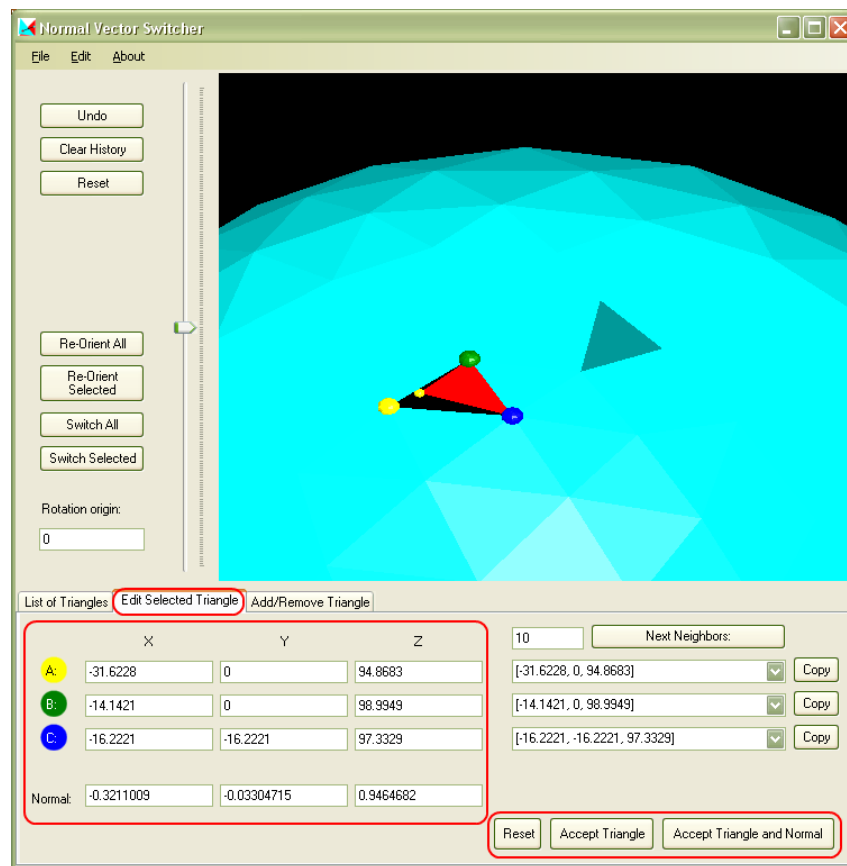 Normal Vector Switcher
File Edit About
Undo
Clear History
Reset
Re-Orient All
Re-Orient
Selected
Switch All
Switch Selected
Rotation origin:
0
List of Triangles Edit Selected Triangle Add/Remove Triangle
X Y Z
A: -31.6228 0 94.8683
B: -14.1421 0 98.9949
C: -16.2221 -16.2221 97.3329
Normal: -0.3211009 -0.03304715 0.9464682
10 Next Neighbors:
[-31.6228, 0, 94.8683] Copy
[-14.1421, 0, 98.9949] Copy
[-16.2221, -16.2221, 97.3329] Copy
Reset Accept Triangle Accept Triangle and Normal